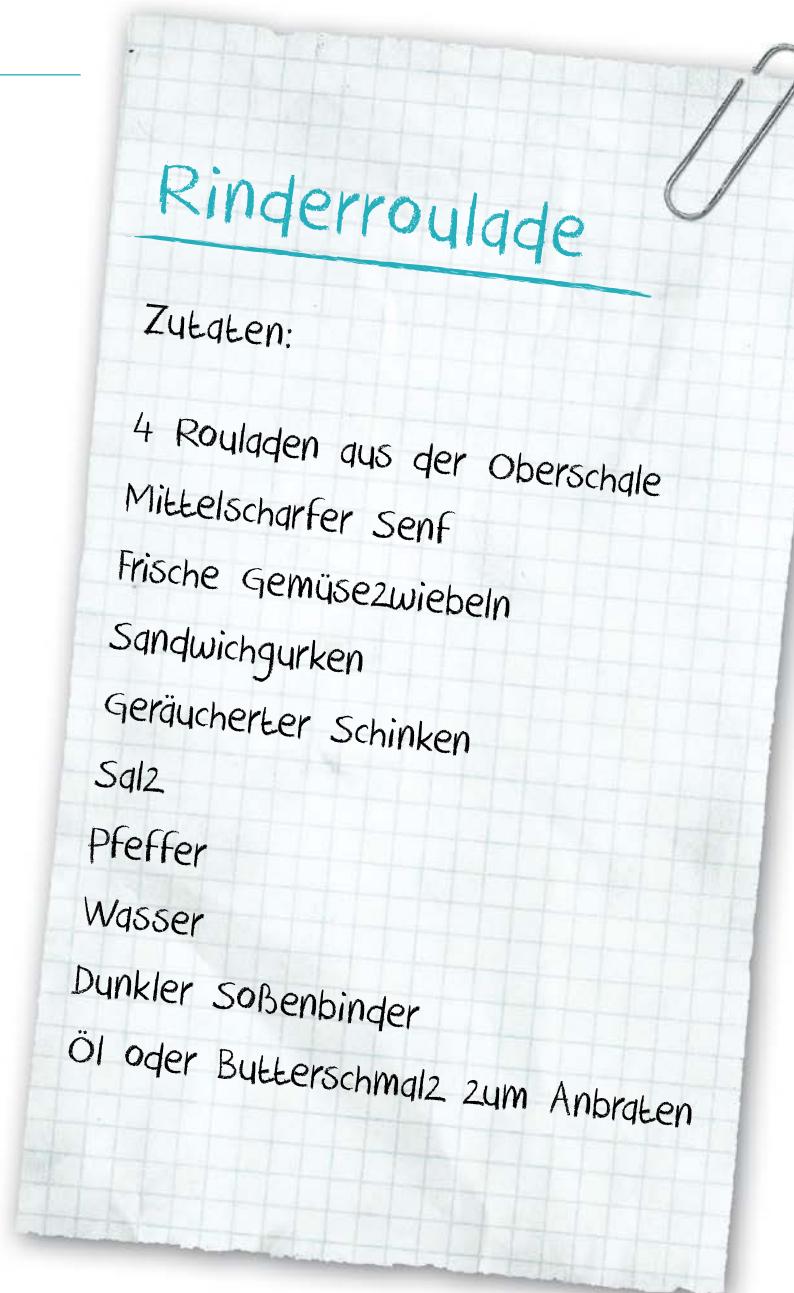 Rinderroulade
Zutaten:
4 Rouladen aus der Oberschale
Mittelscharfer Senf
Frische Gemüsezwiebeln
Sandwichgurken
Geräucherter Schinken
Salz
Pfeffer
Wasser
Dunkler Soßenbinder
Öl oder Butterschmalz zum Anbraten